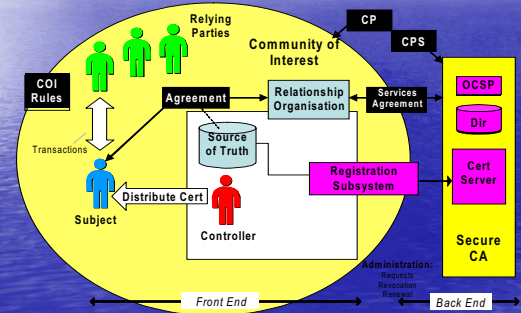 Relying
Parties
CP
CPS
Community of
Interest
COI
Rules
OCSP
Dir
Cert
Server
Secure
CA
Agreement
Relationship
Organisation
Services
Agreement
Transactions
Source
of Truth
Registration
Subsystem
Distribute Cert
Subject
Controller
Administration:
Requests
Revocation
Renewal
Front End
Back End